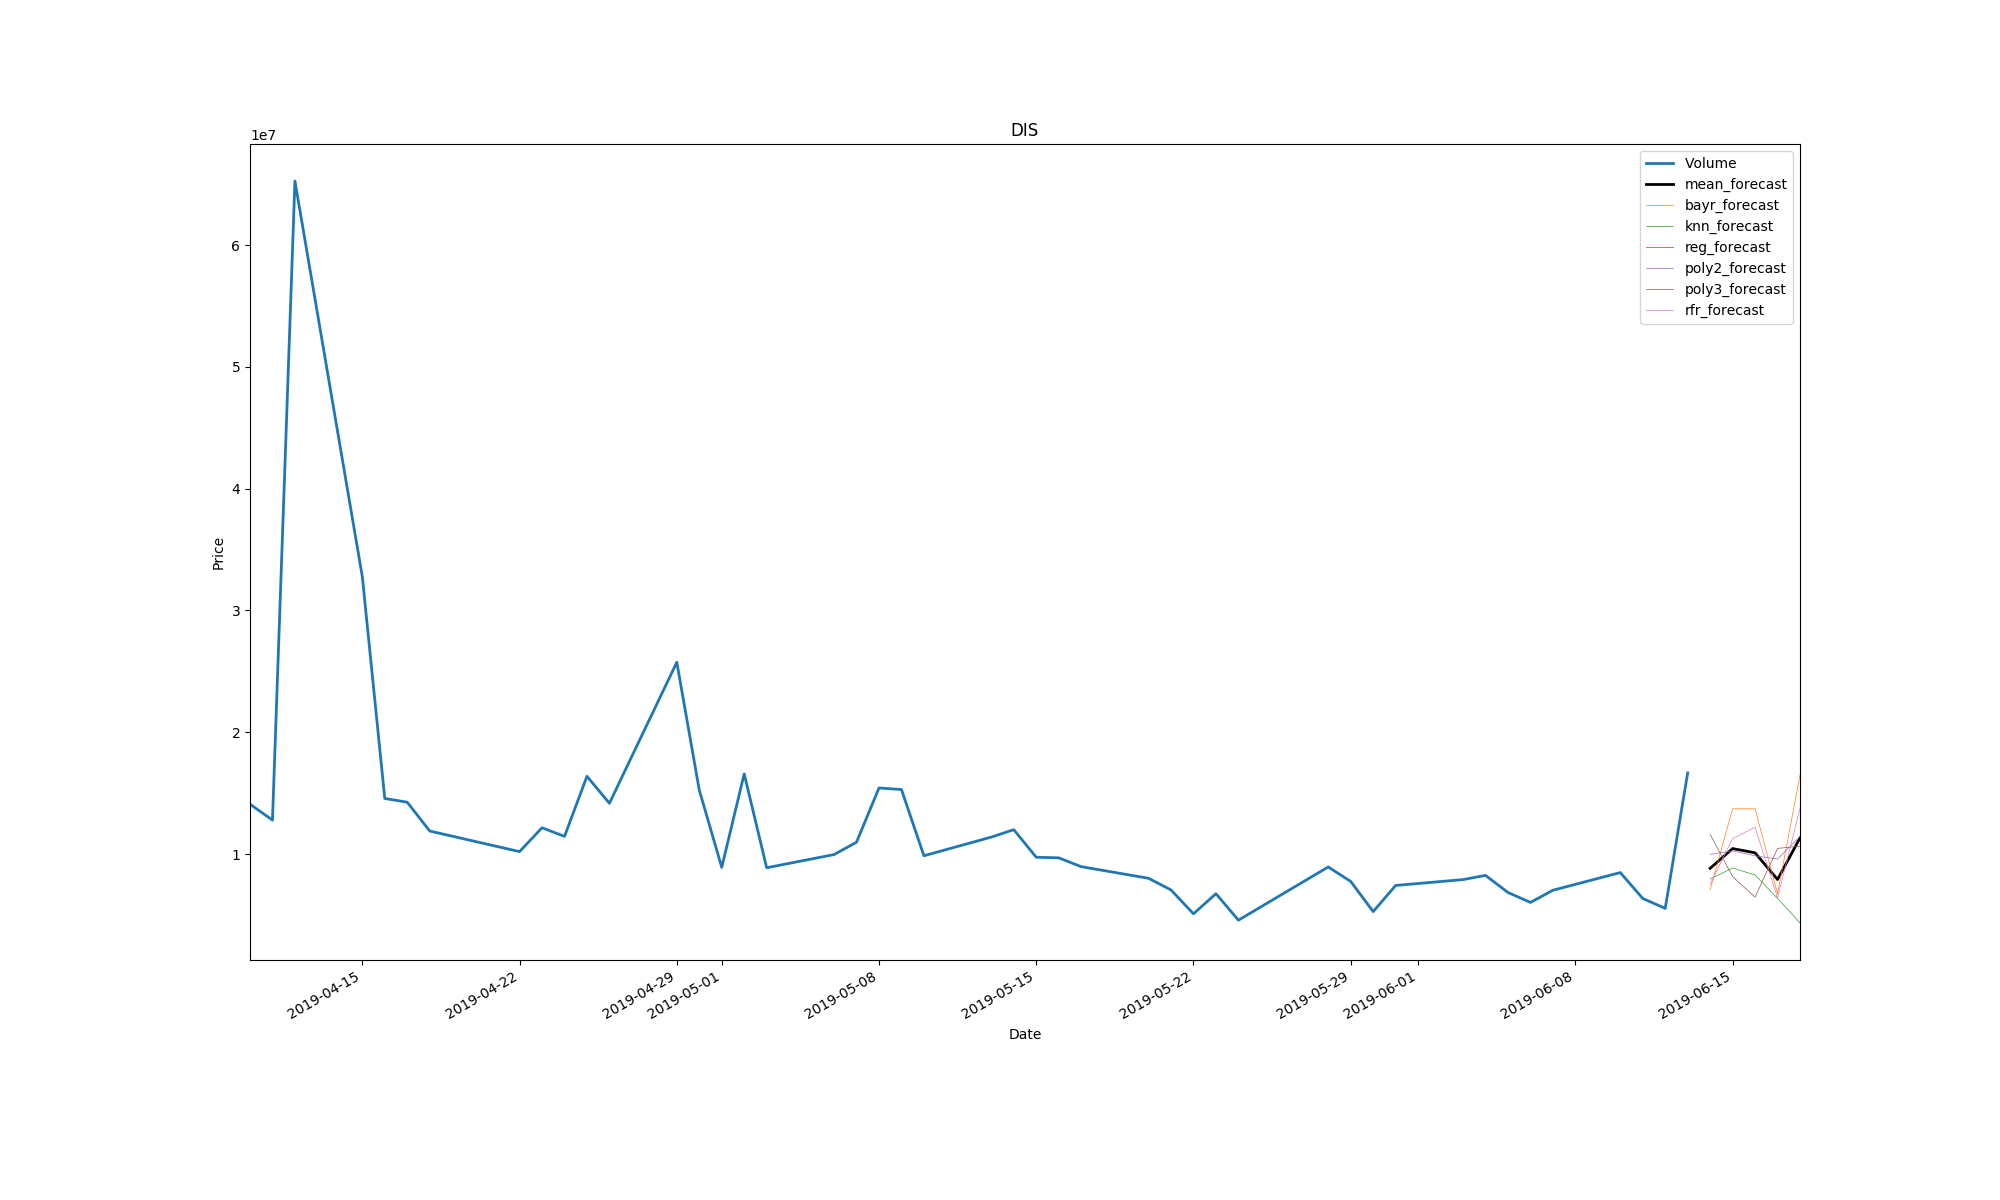 DIS
1e7
Volume
mean_forecast
bayr_forecast
knn_forecast
reg_forecast
poly2_forecast
poly3_forecast
rfr_forecast
6
5
4
3
2
1
Price
2019-04-15
2019-04-22
2019-04-29
2019-05-01
2019-05-08
2019-05-15
2019-05-22
2019-05-29
2019-06-01
2019-06-08
2019-06-15
Date